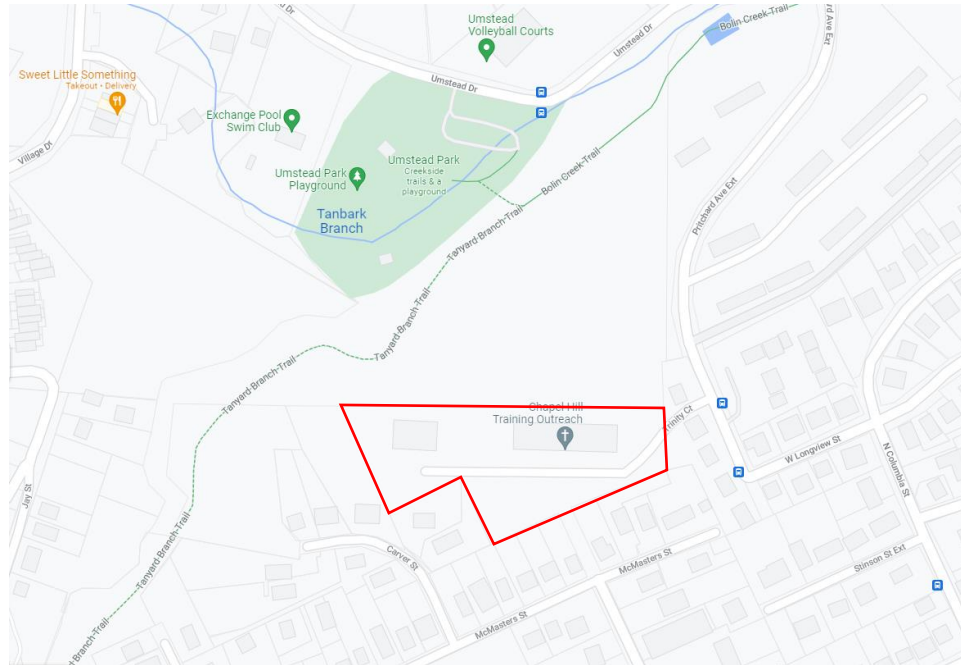 Umstead
Volleyball Courts
Umstead Dr
Bolin Creek Trail
Pritchard Ave Ext
Sweet Little Something
Takeout • Delivery
Umstead Dr
Exchange Pool
Swim Club
Village Dr
Umstead Park
Playground
Umstead Park
Creekside
trails & a
playground
Bolin Creek Trail
Tanbark
Branch
Tanyard Branch Trail
Pritchard Ave Ext
Tanyard Branch Trail
Tanyard Branch Trail
Chapel Hill
Training Outreach
Trinity Ct
W Longview St
N Columbia St
Jay St
Tanyard Branch Trail
Carver St
McMasters St
Stinson St Ext
McMasters St
Branch Trail